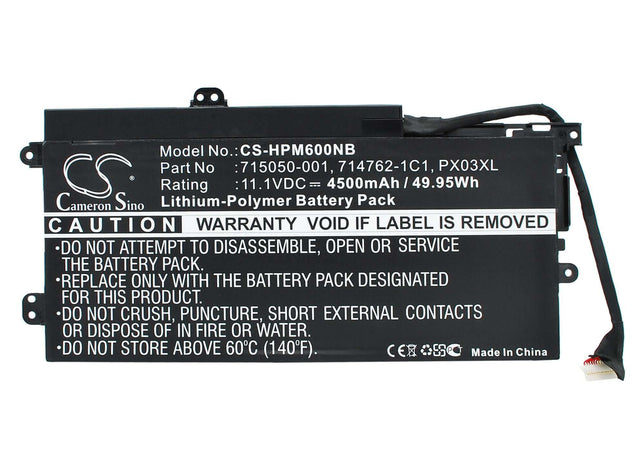 CS
Cameron Sino
Model No.: CS-HPM600NB
P/N : 715050-001, 714762-1C1, PX03XL
Rating : 11.1VDC⎓ 4500mAh / 49.95Wh
Lithium-Polymer Battery Pack
CAUTION WARRANTY VOID IF LABEL IS REMOVED
•DO NOT ATTEMPT TO DISASSEMBLE, OPEN OR SERVICE
THE BATTERY PACK.
•REPLACE ONLY WITH THE BATTERY PACK DESIGNATED
FOR THIS PRODUCT.
•DO NOT CRUSH, PUNCTURE, SHORT EXTERNAL CONTACTS
OR DISPOSE OF IN FIRE OR WATER.
•DO NOT STORE ABOVE 60°C (140°F).
CE
Made In China